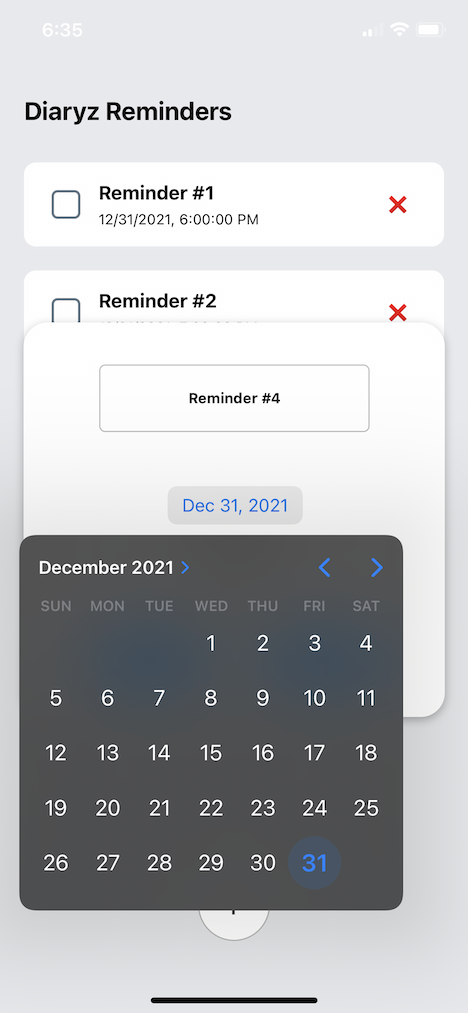 6:35
Diaryz Reminders
Reminder #1
12/31/2021, 6:00:00 PM
Reminder #2
Reminder #4
Dec 31, 2021
December 2021
SUN MON TUE WED THU FRI SAT
1 2 3 4
5 6 7 8 9 10 11
12 13 14 15 16 17 18
19 20 21 22 23 24 25
26 27 28 29 30 31